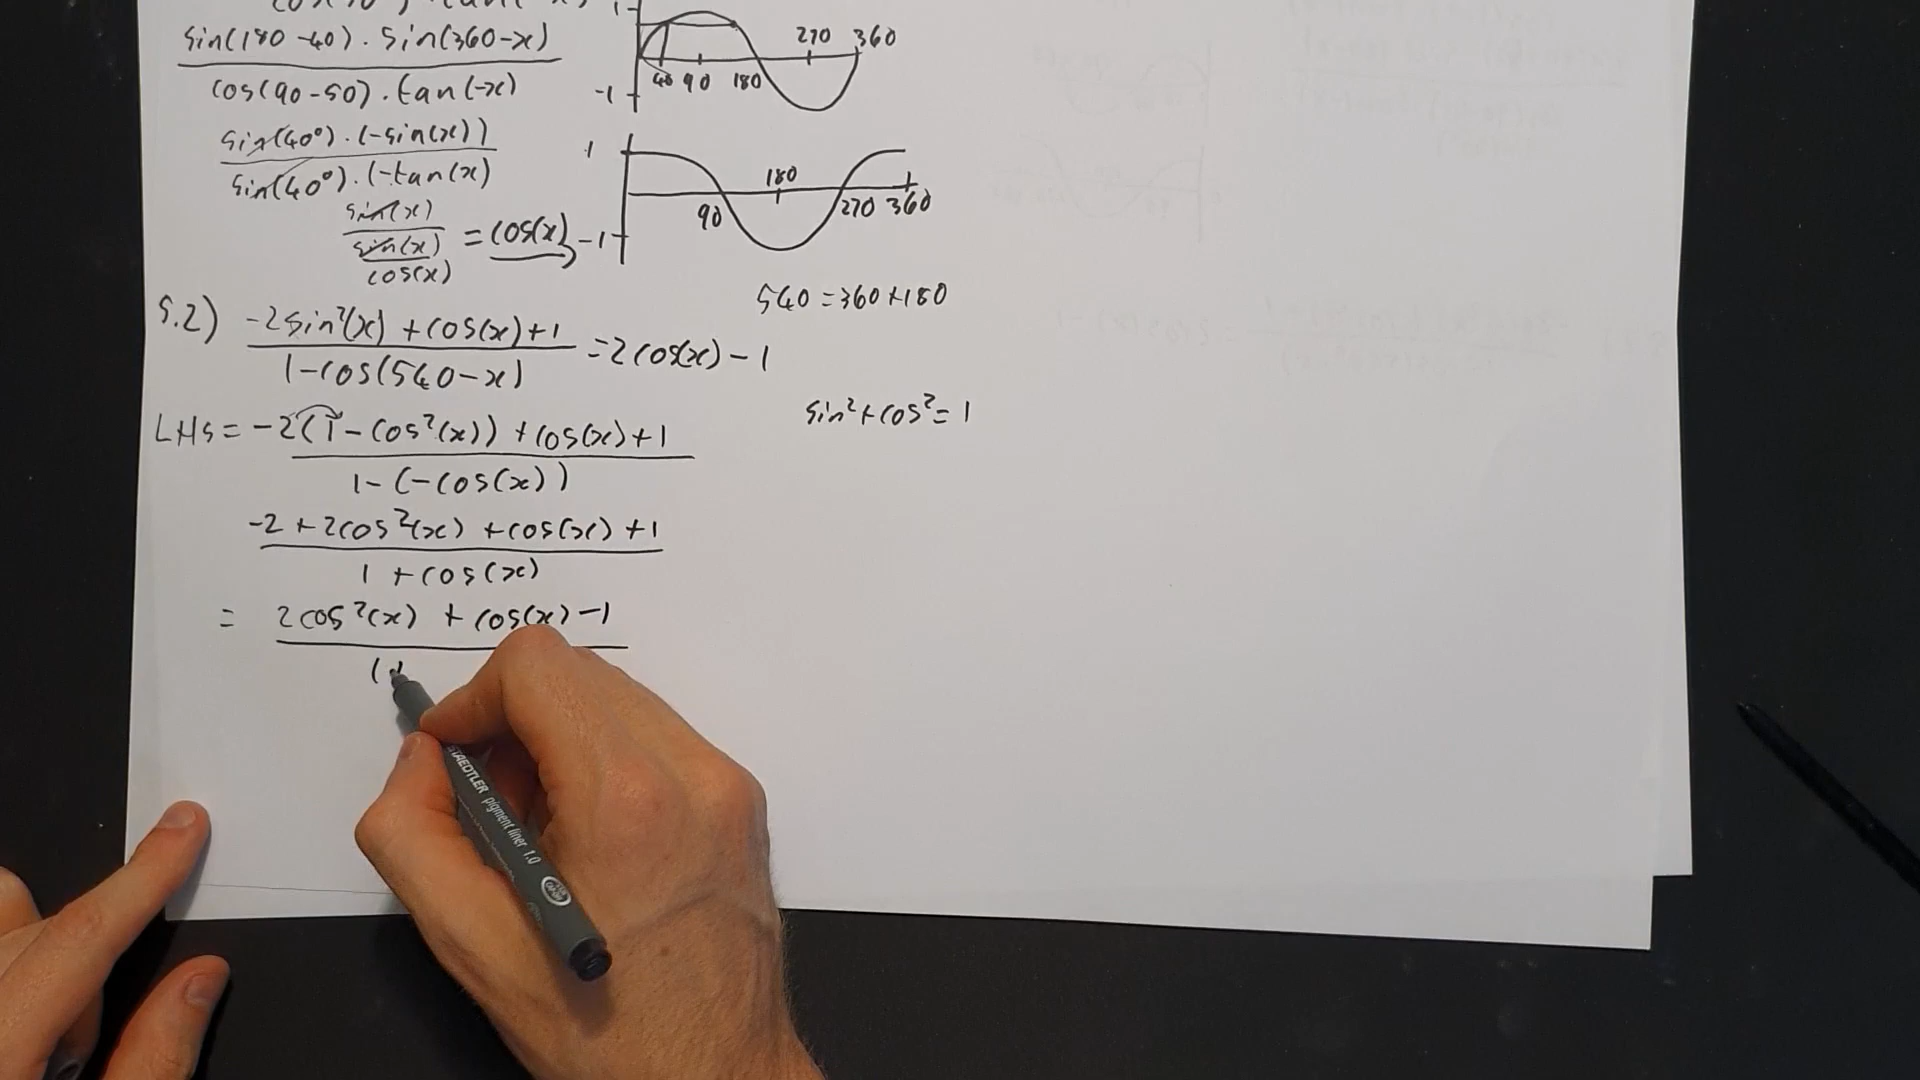 sin(180-40) . sin(360-x)
cos(90-50) . tan(-x)
sin(40°) . (-sin(x))
sin(40°) . (-tan(x)
sin(x)
sin(x)
cos(x)
= cos(x)
1
-1
40 90 180 270 360
1
-1
90 180 270 360
540 = 360 + 180
5.2) -2sin²(x) + cos(x) + 1
1 - cos(540 - x)
= 2cos(x) - 1
sin² + cos² = 1
LHS = -2(1 - cos²(x)) + cos(x) + 1
1 - (-cos(x))
-2 + 2cos²(x) + cos(x) + 1
1 + cos(x)
= 2cos²(x) + cos(x) - 1
STAEDTLER pigment liner 1.0